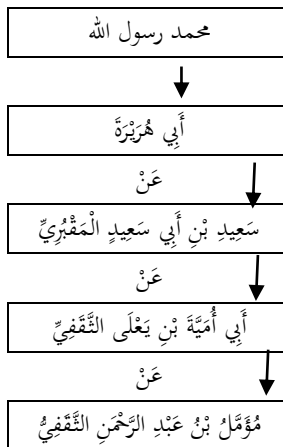 محمد رسول الله
أَبِي هُرَيْرَةَ
عَنْ
سَعِيدِ بْنِ أَبِي سَعِيدٍ الْمَقْبُرِيِّ
عَنْ
أَبِي أُمَيَّةَ بْنِ يَعْلَى الثَّقَفِيِّ
عَنْ
مُؤَمَّلُ بْنُ عَبْدِ الرَّحْمَنِ الثَّقَفِيُّ